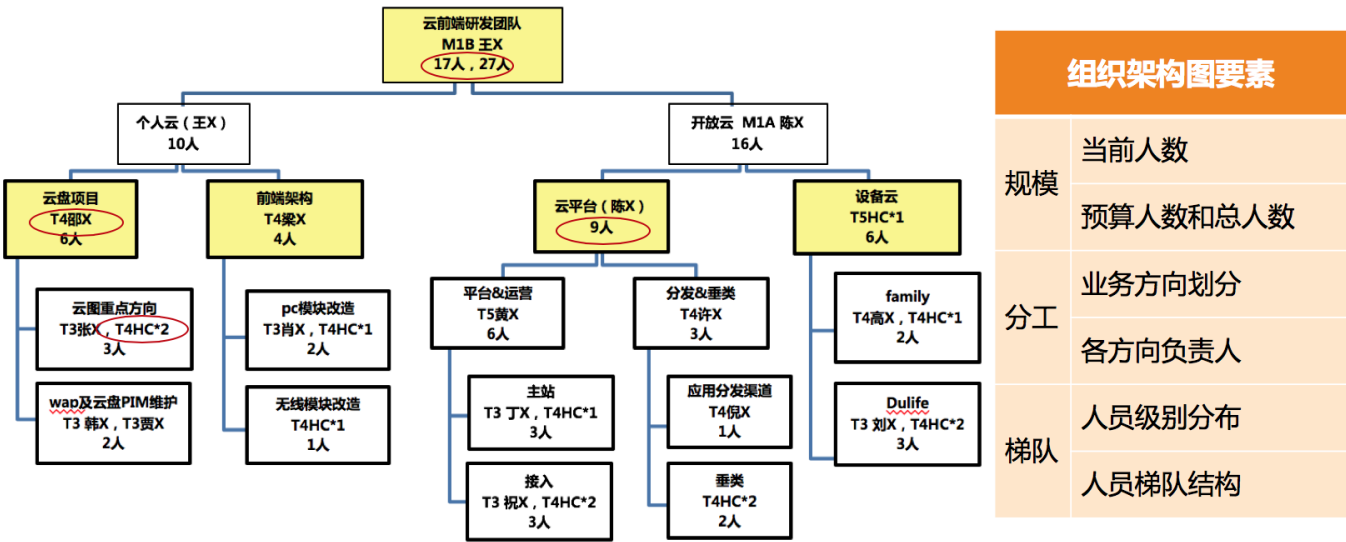 云前端研发团队
M1B 王X
17人，27人
个人云（王X）
10人
开放云 M1A 陈X
16人
云盘项目
T4邵X
6人
前端架构
T4梁X
4人
云平台（陈X）
9人
设备云
T5HC*1
6人
云图重点方向
T3张X，T4HC*2
3人
pc模块改造
T3肖X，T4HC*1
2人
平台&运营
T5黄X
6人
分发&垂类
T4许X
3人
family
T4高X，T4HC*1
2人
wap及云盘PIM维护
T3 韩X，T3贾X
2人
无线模块改造
T4HC*1
1人
主站
T3 丁X，T4HC*1
3人
应用分发渠道
T4倪X
1人
Dulife
T3 刘X，T4HC*2
3人
接入
T3 祝X，T4HC*2
3人
垂类
T4HC*2
2人
组织架构图要素
规模
当前人数
预算人数和总人数
分工
业务方向划分
各方向负责人
梯队
人员级别分布
人员梯队结构